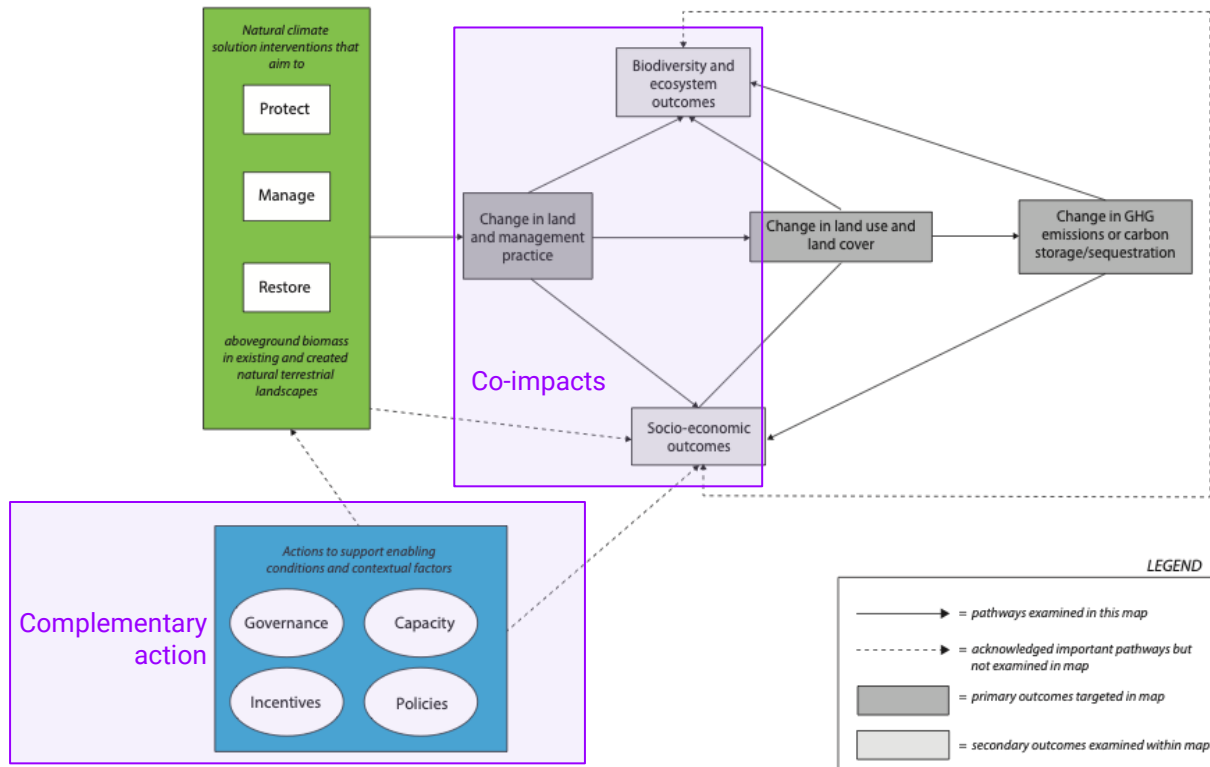 Natural climate
solution interventions that
aim to
Protect
Manage
Restore
aboveground biomass
in existing and created
natural terrestrial
landscapes
Biodiversity and
ecosystem
outcomes
Change in land
and management
practice
Change in land use and
land cover
Change in GHG
emissions or carbon
storage/sequestration
Co-impacts
Socio-economic
outcomes
Complementary
action
Actions to support enabling
conditions and contextual factors
Governance
Capacity
Incentives
Policies
LEGEND
= pathways examined in this map
= acknowledged important pathways but
not examined in map
= primary outcomes targeted in map
= secondary outcomes examined within map